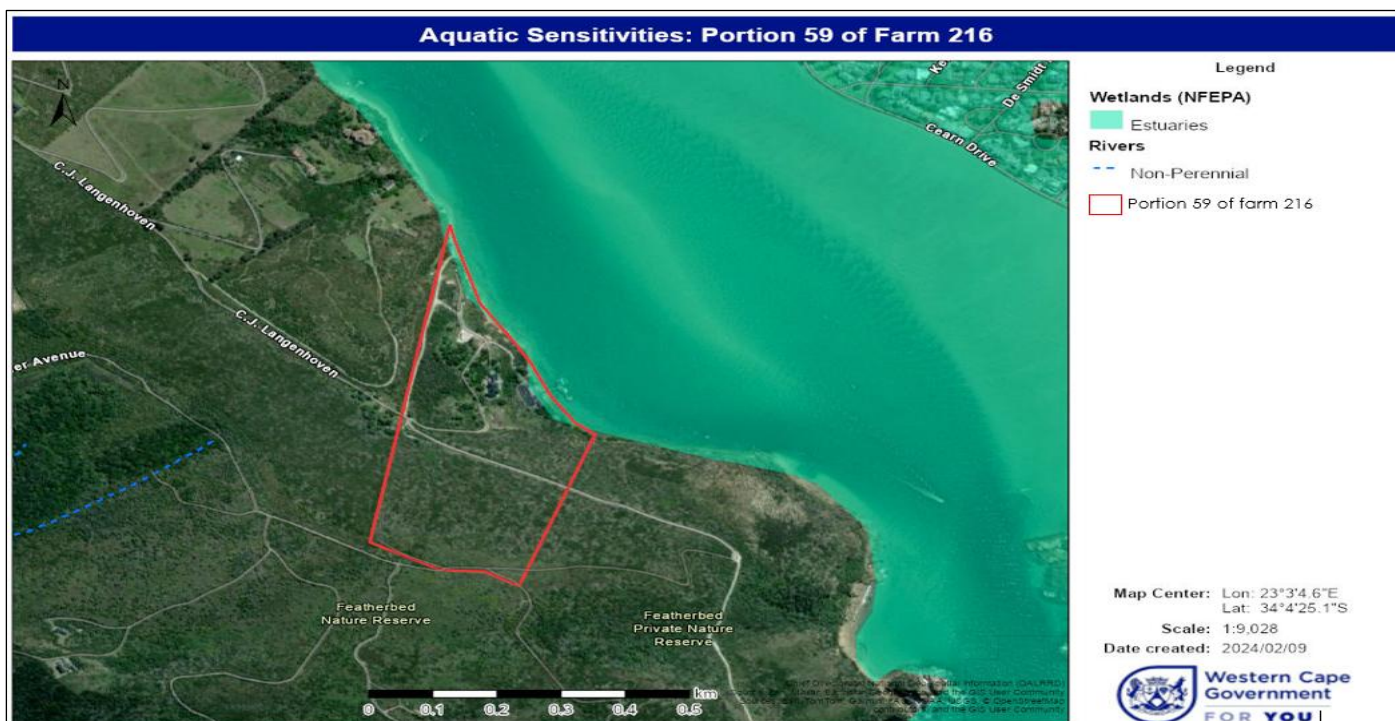 Aquatic Sensitivities: Portion 59 of Farm 216
N
C.J. Langenhoven
C.J. Langenhoven
er Avenue
De Smidt
Cearn Drive
Featherbed
Nature Reserve
Featherbed
Private Nature
Reserve
km
0 0.1 0.2 0.3 0.4 0.5
Legend
Wetlands (NFEPA)
Estuaries
Rivers
Non-Perennial
Portion 59 of farm 216
Map Center: Lon: 23°3'4.6"E
Lat: 34°4'25.1"S
Scale: 1:9,028
Date created: 2024/02/09
Western Cape
Government
FOR YOU